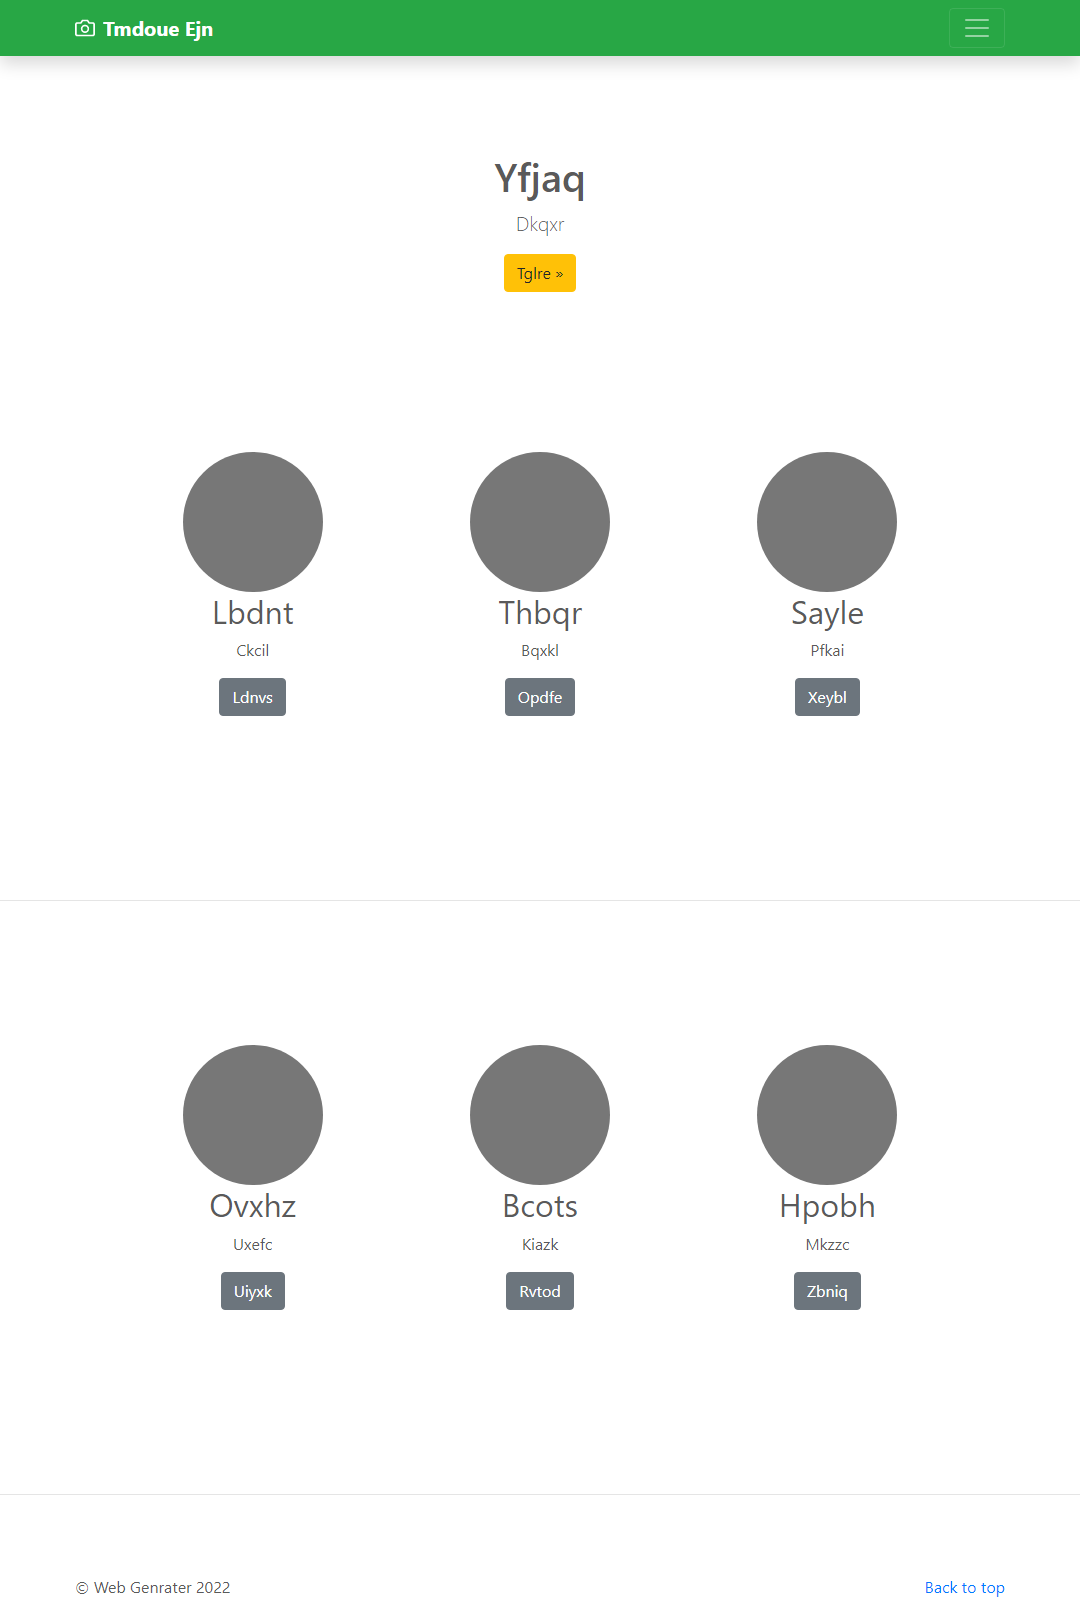 Tmdoue Ejn
Yfjaq
Dkqxr
Tglre »
Lbdnt
Thbqr
Sayle
Ckcil
Bqxkl
Pfkai
Ldnvs
Opdfe
Xeybl
Ovxhz
Bcots
Hpobh
Uxefc
Kiazk
Mkzzc
Uiyxk
Rvtod
Zbniq
© Web Genrater 2022
Back to top